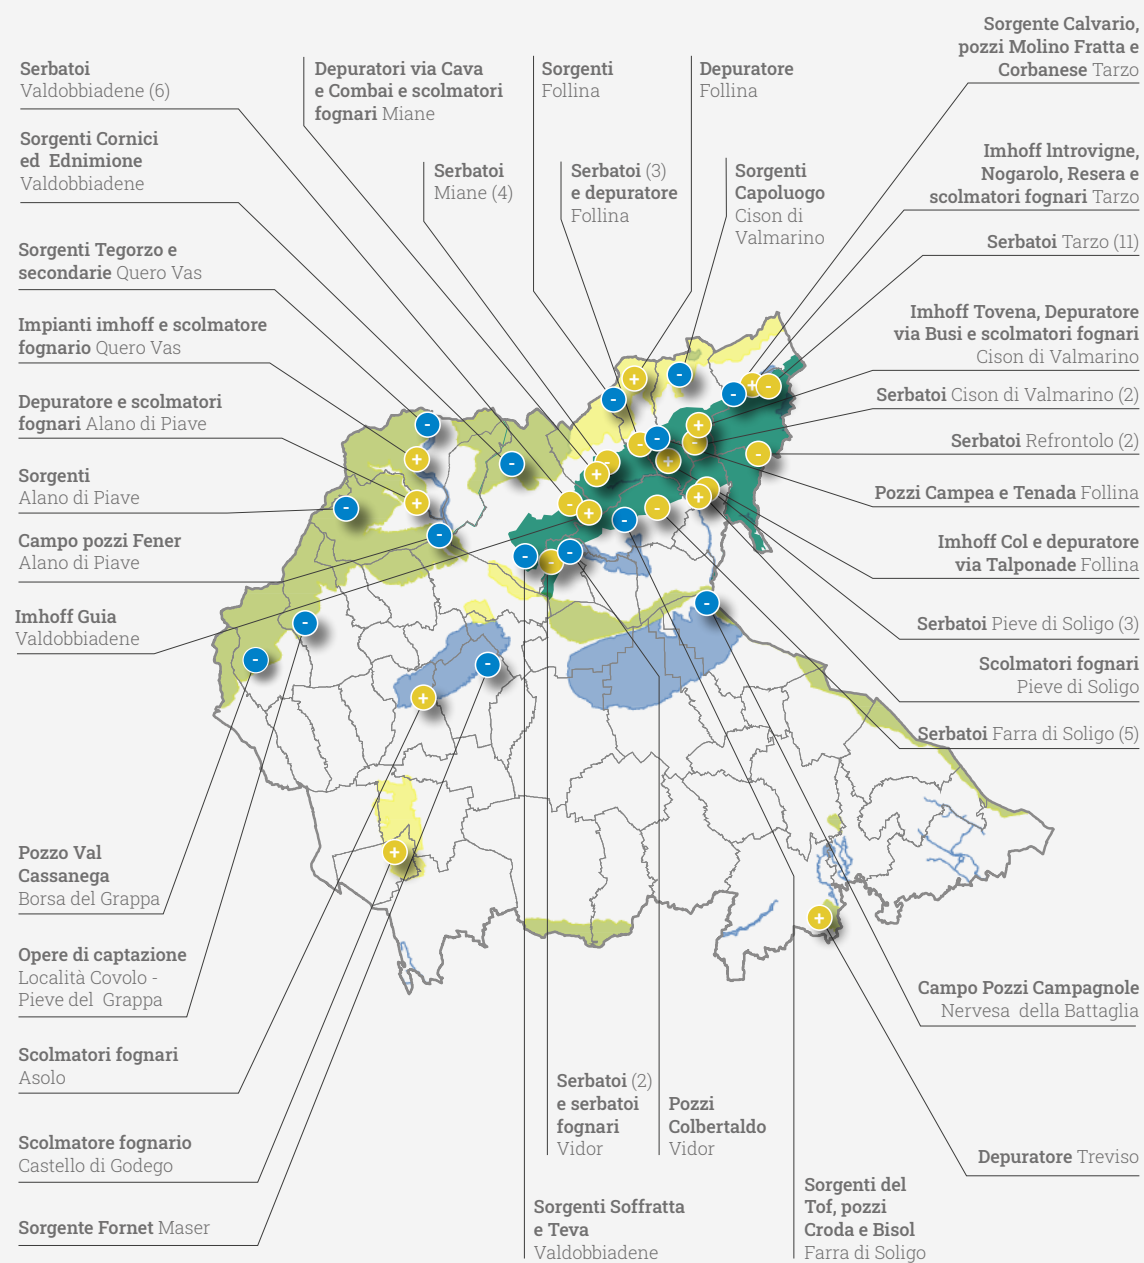 Serbatoi
Valdobbiadene (6)
Sorgenti Cornici
ed Ednimione
Valdobbiadene
Sorgenti Tegorzo e
secondarie Quero Vas
Impianti imhoff e scolmatore
fognario Quero Vas
Depuratore e scolmatori
fognari Alano di Piave
Sorgenti
Alano di Piave
Campo pozzi Fener
Alano di Piave
Imhoff Guia
Valdobbiadene
Pozzo Val
Cassanega
Borsa del Grappa
Opere di captazione
Località Covolo -
Pieve del Grappa
Scolmatori fognari
Asolo
Scolmatore fognario
Castello di Godego
Sorgente Fornet Maser
Depuratori via Cava
e Combai e scolmatori
fognari Miane
Serbatoi
Miane (4)
Sorgenti
Follina
Serbatoi (3)
e depuratore
Follina
Depuratore
Follina
Sorgenti
Capoluogo
Cison di
Valmarino
Sorgente Calvario,
pozzi Molino Fratta e
Corbanese Tarzo
Imhoff Introvigne,
Nogarolo, Resera e
scolmatori fognari Tarzo
Serbatoi Tarzo (11)
Imhoff Tovena, Depuratore
via Busi e scolmatori fognari
Cison di Valmarino
Serbatoi Cison di Valmarino (2)
Serbatoi Refrontolo (2)
Pozzi Campea e Tenada Follina
Imhoff Col e depuratore
via Talponade Follina
Serbatoi Pieve di Soligo (3)
Scolmatori fognari
Pieve di Soligo
Serbatoi Farra di Soligo (5)
Campo Pozzi Campagnole
Nervesa della Battaglia
Depuratore Treviso
Serbatoi (2)
e serbatoi
fognari
Vidor
Pozzi
Colbertaldo
Vidor
Sorgenti Soffratta
e Teva
Valdobbiadene
Sorgenti del
Tof, pozzi
Croda e Bisol
Farra di Soligo